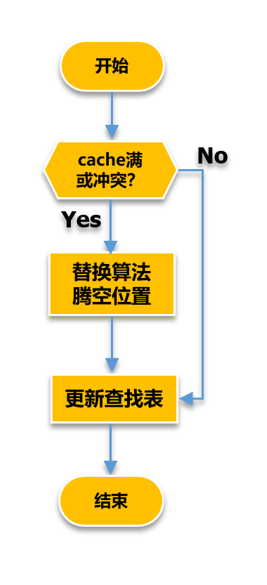 开始
cache满
或冲突?
No
Yes
替换算法
腾空位置
更新查找表
结束